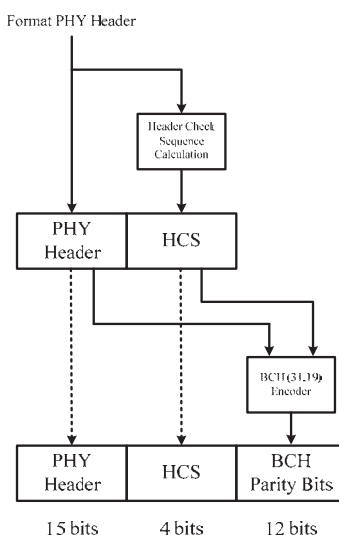 Format PHY Header
Header Check
Sequence
Calculation
PHY
Header
HCS
BCH (31,19)
Encoder
PHY
Header
HCS
BCH
Parity Bits
15 bits
4 bits
12 bits